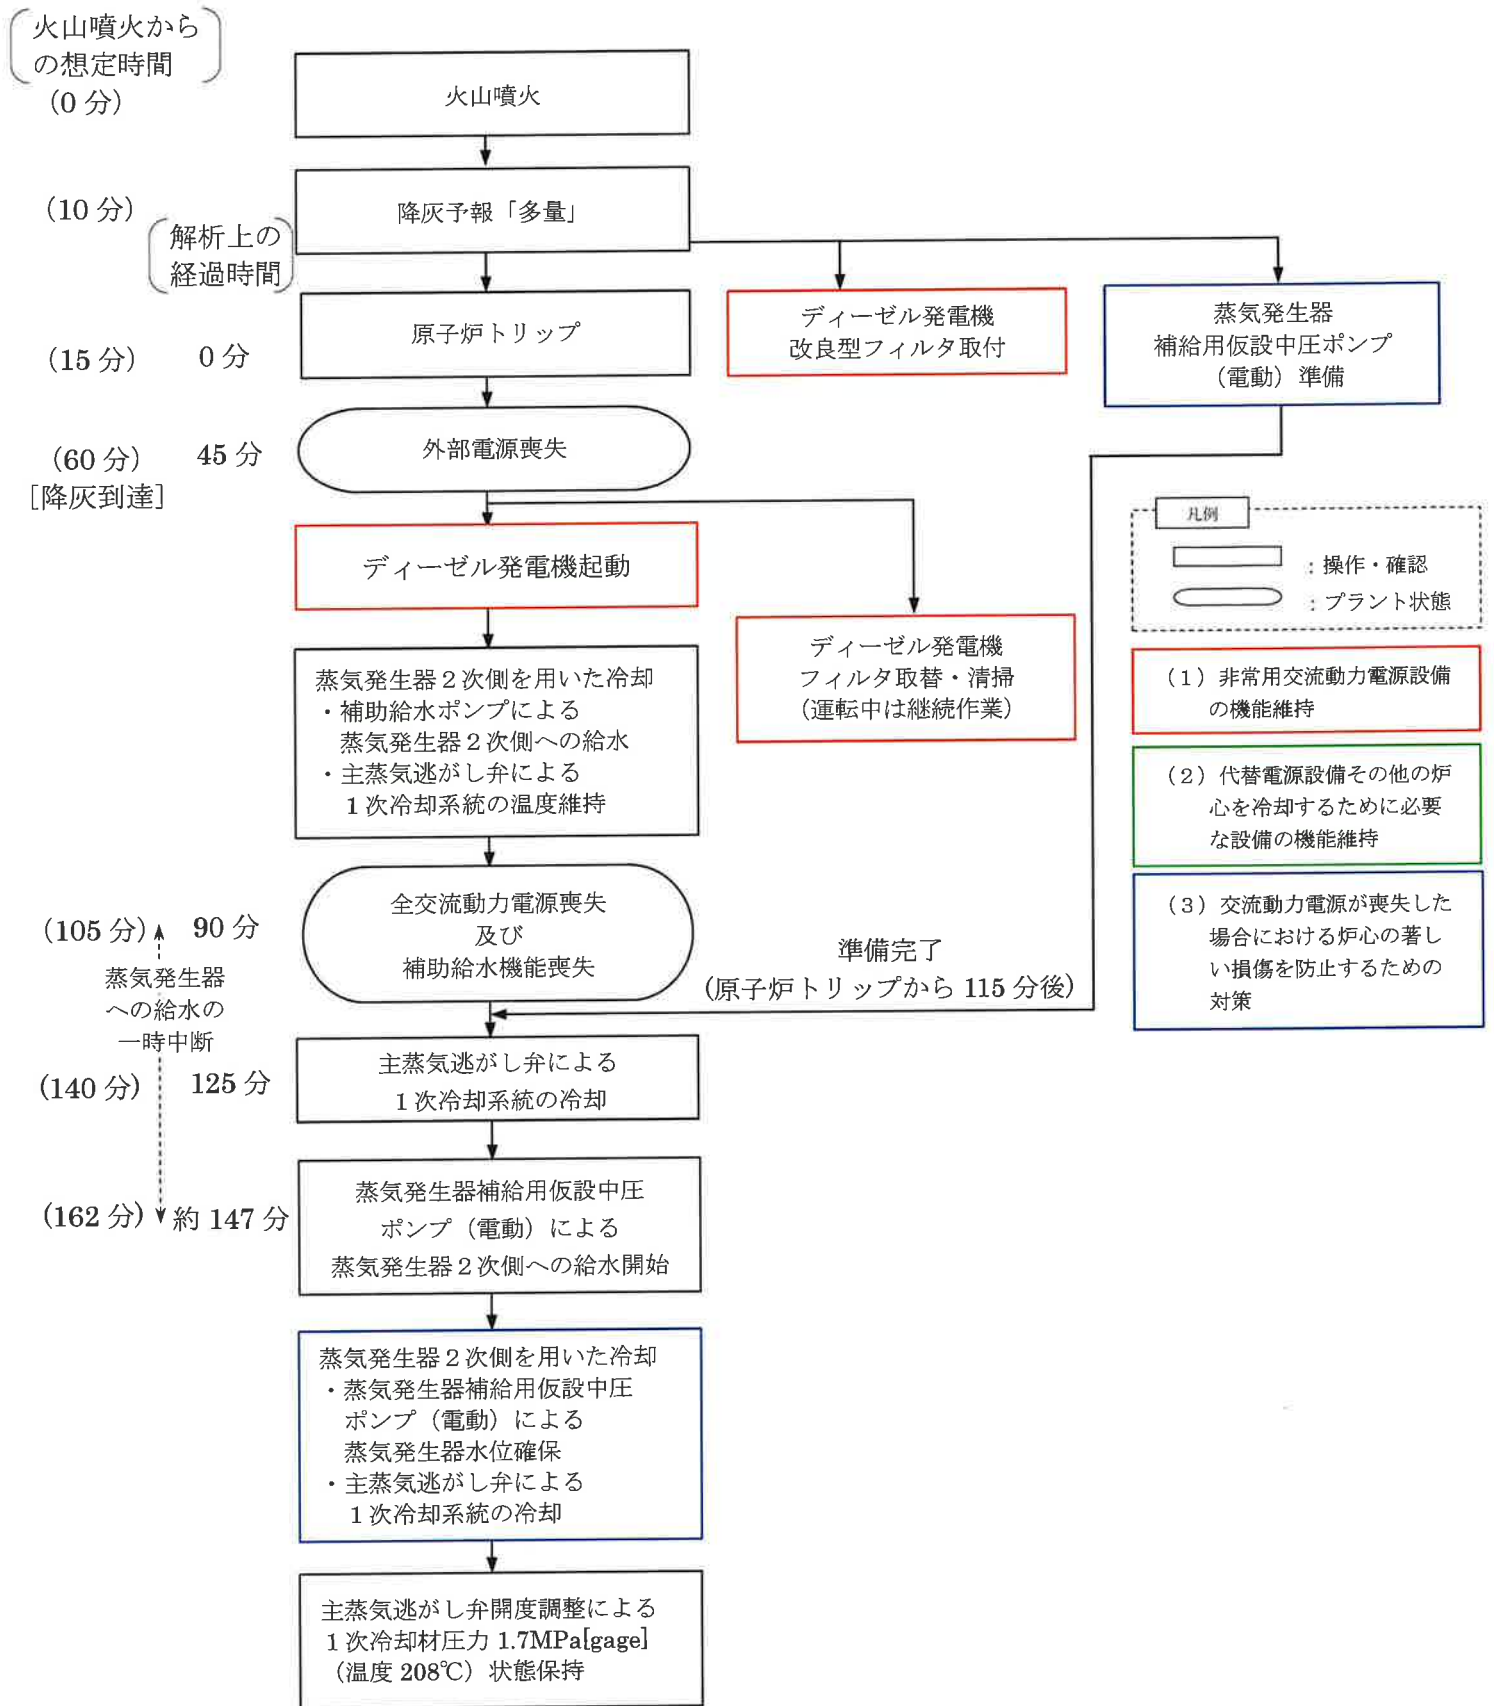 火山噴火から
の想定時間
(0 分)
火山噴火
(10 分)
降灰予報「多量」
解析上の
経過時間
(15 分)
0 分
原子炉トリップ
ディーゼル発電機
改良型フィルタ取付
蒸気発生器
補給用仮設中圧ポンプ
（電動）準備
(60 分)
[降灰到達]
45 分
外部電源喪失
ディーゼル発電機起動
ディーゼル発電機
フィルタ取替・清掃
(運転中は継続作業)
凡例
：操作・確認
：プラント状態
（１）非常用交流動力電源設備
の機能維持
（２）代替電源設備その他の炉
心を冷却するために必要
な設備の機能維持
（３）交流動力電源が喪失した
場合における炉心の著し
い損傷を防止するための
対策
蒸気発生器２次側を用いた冷却
・補助給水ポンプによる
蒸気発生器２次側への給水
・主蒸気逃がし弁による
１次冷却系統の温度維持
(105 分)
90 分
全交流動力電源喪失
及び
補助給水機能喪失
蒸気発生器
への給水の
一時中断
準備完了
(原子炉トリップから 115 分後)
(140 分)
125 分
主蒸気逃がし弁による
１次冷却系統の冷却
(162 分)
約 147 分
蒸気発生器補給用仮設中圧
ポンプ（電動）による
蒸気発生器２次側への給水開始
蒸気発生器２次側を用いた冷却
・蒸気発生器補給用仮設中圧
ポンプ（電動）による
蒸気発生器水位確保
・主蒸気逃がし弁による
１次冷却系統の冷却
主蒸気逃がし弁開度調整による
１次冷却材圧力 1.7MPa[gage]
（温度 208℃）状態保持